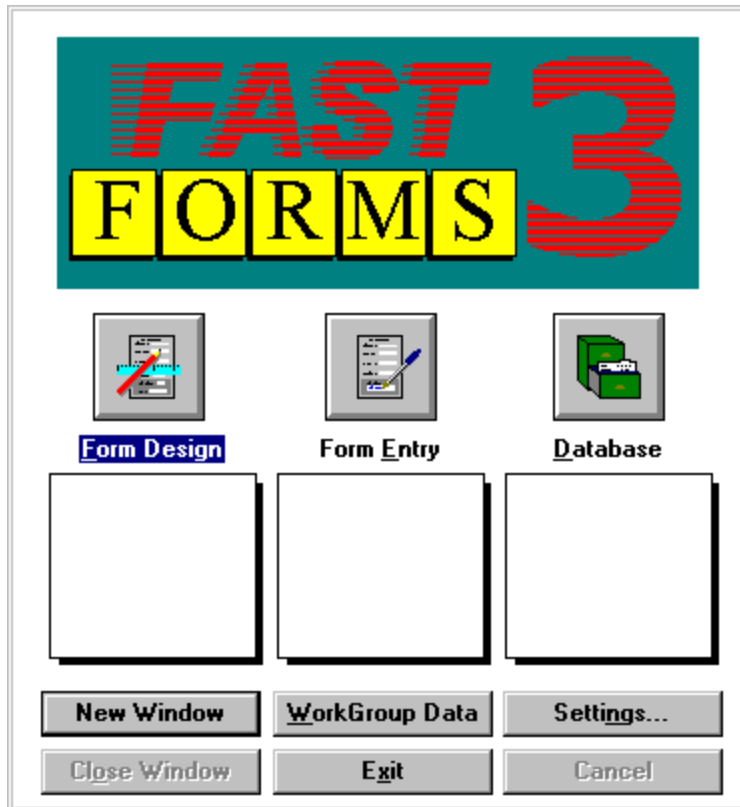 FAST 3
FORMS
Form Design Form Entry Database
New Window WorkGroup Data Settings...
Close Window Exit Cancel